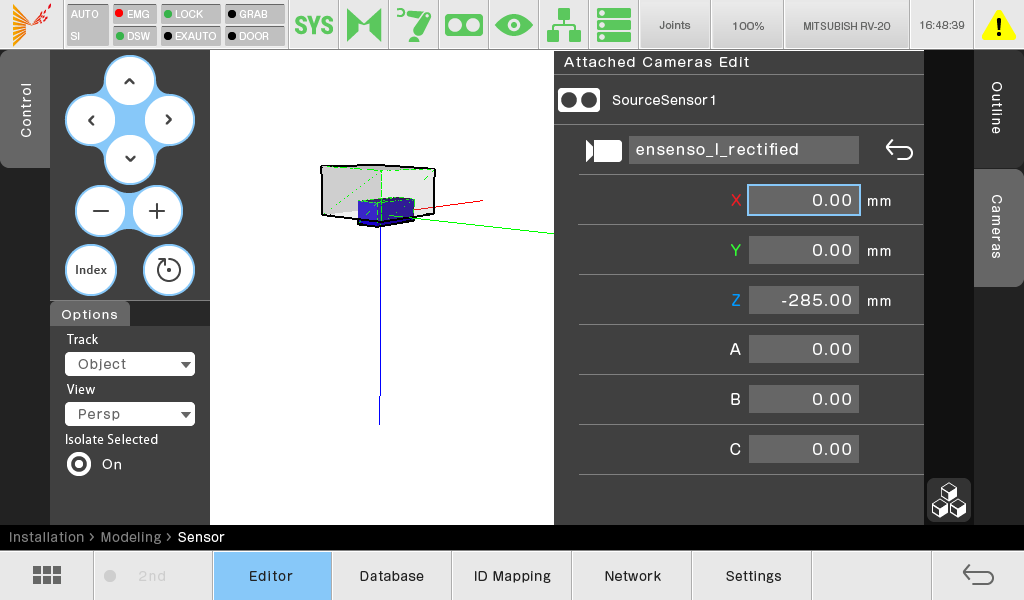 AUTO
SI
EMG
DSW
LOCK
EXAUTO
GRAB
DOOR
SYS
Joints
100%
MITSUBISH RV-20
16:48:39
Control
Index
Options
Track
Object
View
Persp
Isolate Selected
On
Attached Cameras Edit
SourceSensor1
ensenso_l_rectified
X 0.00 mm
Y 0.00 mm
Z -285.00 mm
A 0.00
B 0.00
C 0.00
Outline
Cameras
Installation > Modeling > Sensor
2nd
Editor
Database
ID Mapping
Network
Settings